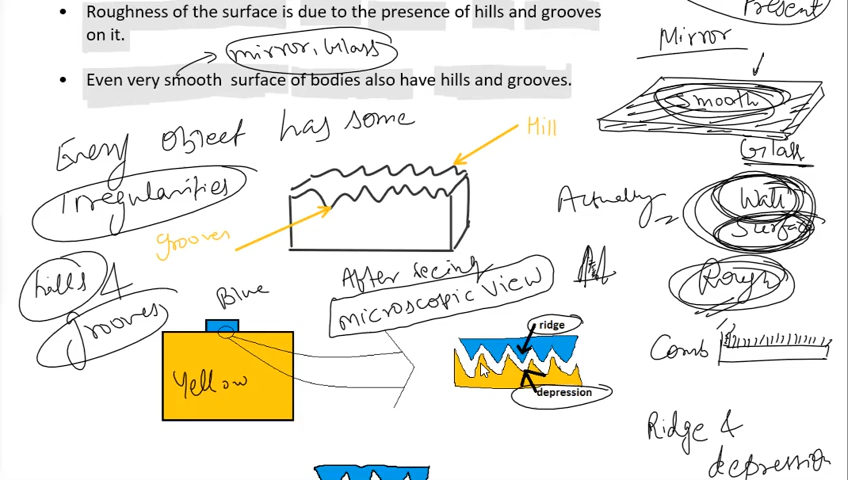 Present
• Roughness of the surface is due to the presence of hills and grooves
on it.
mirror, Glass
• Even very smooth surface of bodies also have hills and grooves.
Mirror
Smooth
Glass
Every object has some
Irregularities
Hill
grooves
Actually
Wall
Surface
Rough
hills &
grooves
Blue
After seeing
microscopic view
ridge
Yellow
depression
Comb
Ridge &
depression